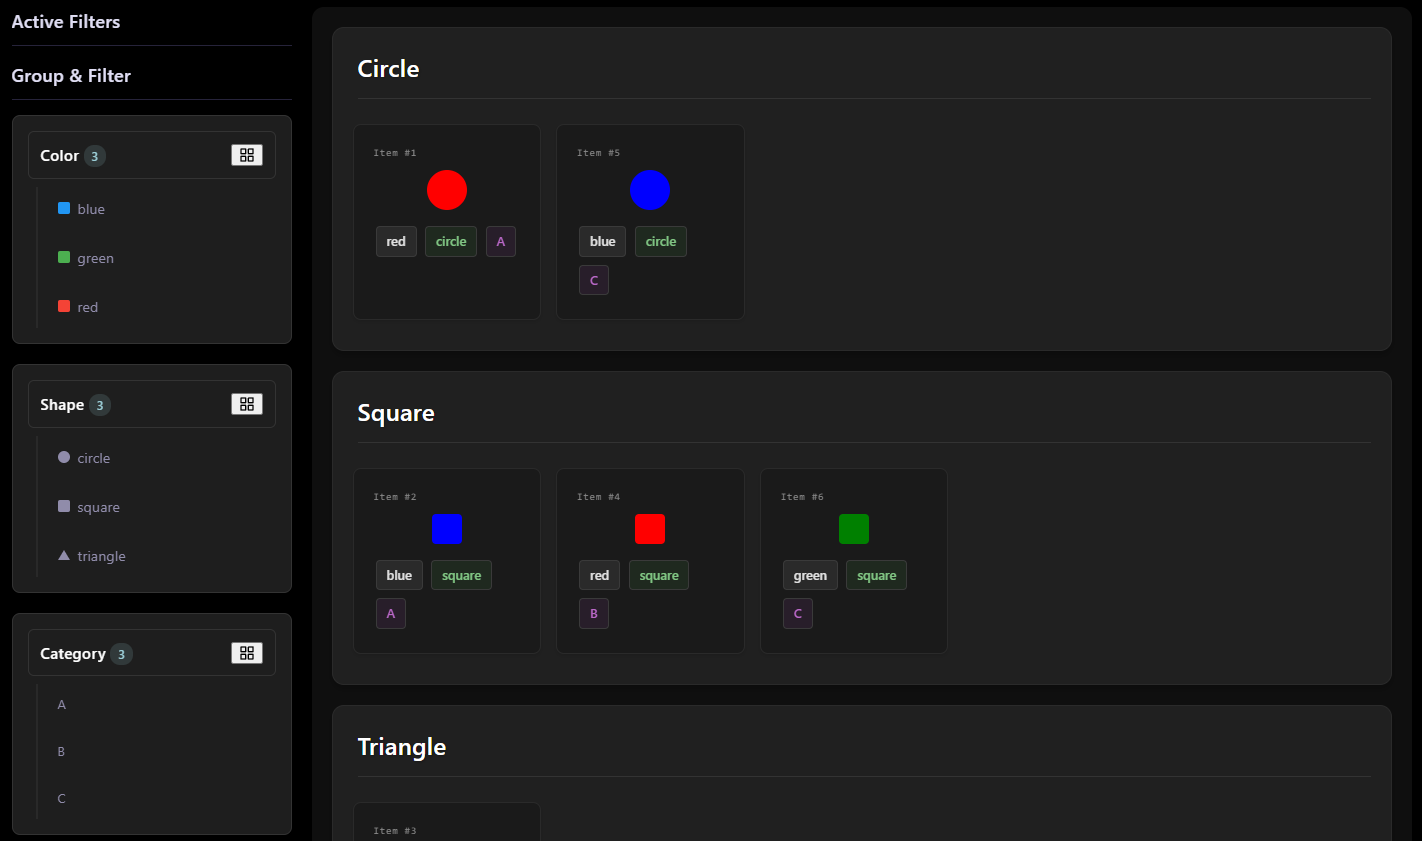 Active Filters
Group & Filter
Color 3
blue
green
red
Shape 3
circle
square
triangle
Category 3
A
B
C
Circle
Item #1
red circle A
Item #5
blue circle
C
Square
Item #2
blue square
A
Item #4
red square
B
Item #6
green square
C
Triangle
Item #3